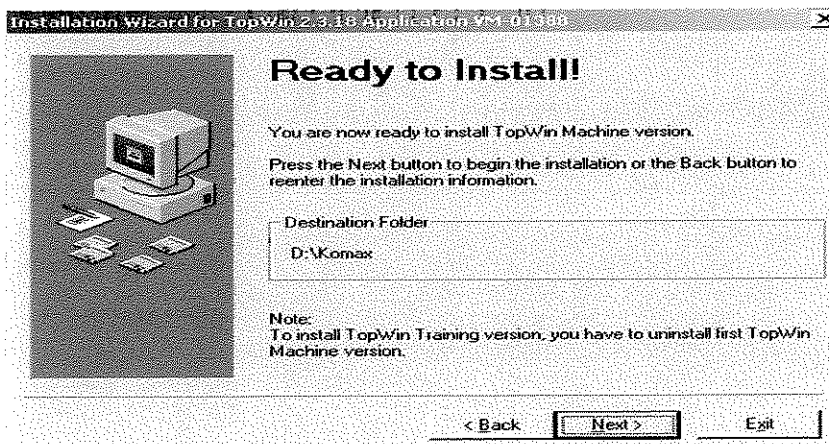 Installation Wizard for TopWin 2.3.18 Application VM-01380
Ready to Install!
You are now ready to install TopWin Machine version.
Press the Next button to begin the installation or the Back button to
reenter the installation information.
Destination Folder
D:\Komax
Note:
To install TopWin Training version, you have to uninstall first TopWin
Machine version.
< Back
Next >
Exit